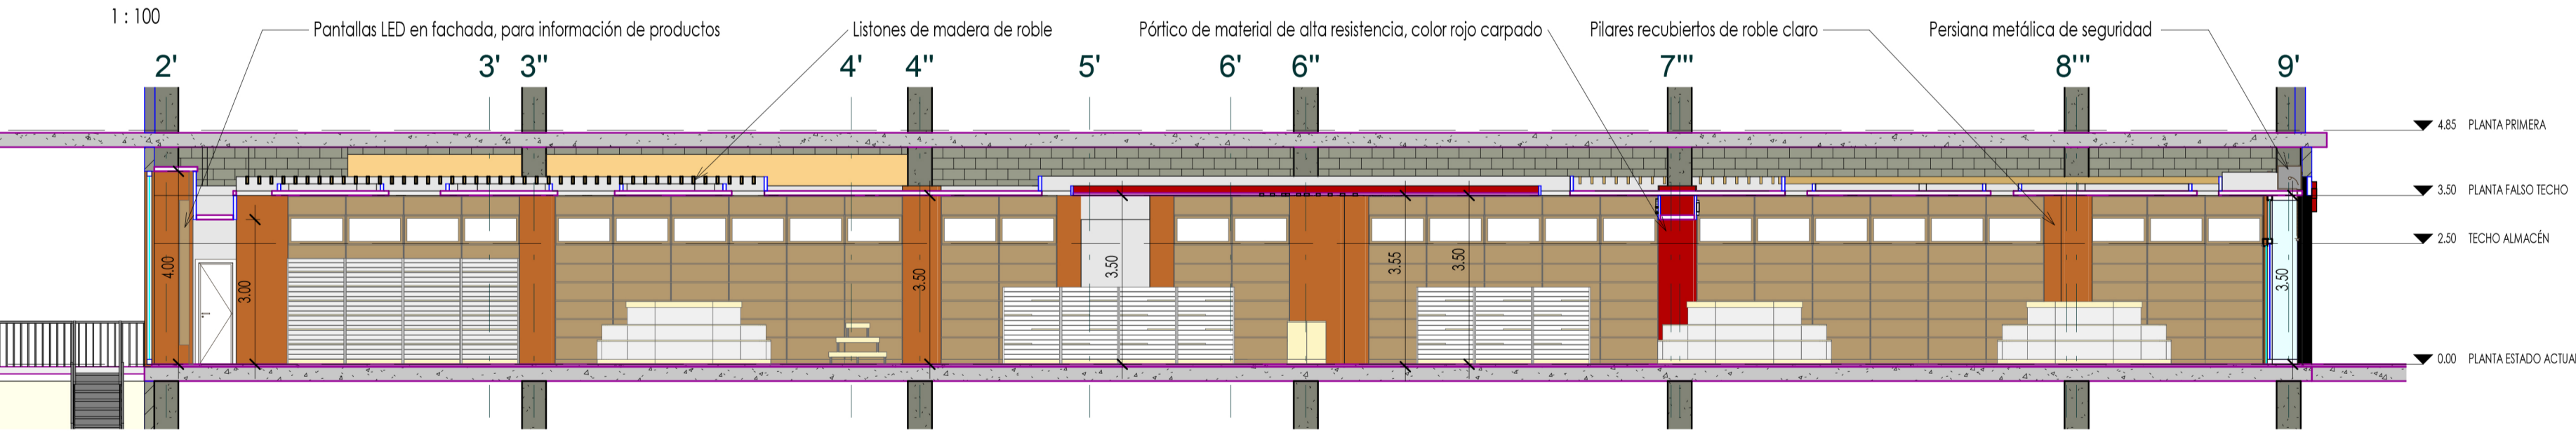 1 : 100
Pantallas LED en fachada, para información de productos
Listones de madera de roble
Pórtico de material de alta resistencia, color rojo carpado
Pilares recubiertos de roble claro
Persiana metálica de seguridad
2'
3'
3''
4'
4''
5'
6'
6''
7'''
8'''
9'
4.85 PLANTA PRIMERA
3.50 PLANTA FALSO TECHO
2.50 TECHO ALMACÉN
0.00 PLANTA ESTADO ACTUA
4.00
3.00
3.50
3.50
3.55
3.50
3.50